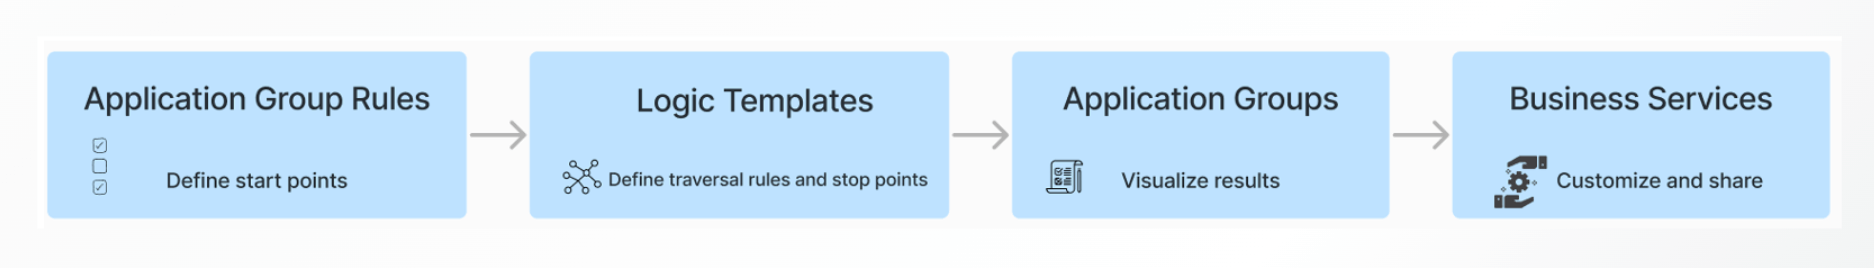 Application Group Rules
Define start points
Logic Templates
Define traversal rules and stop points
Application Groups
Visualize results
Business Services
Customize and share